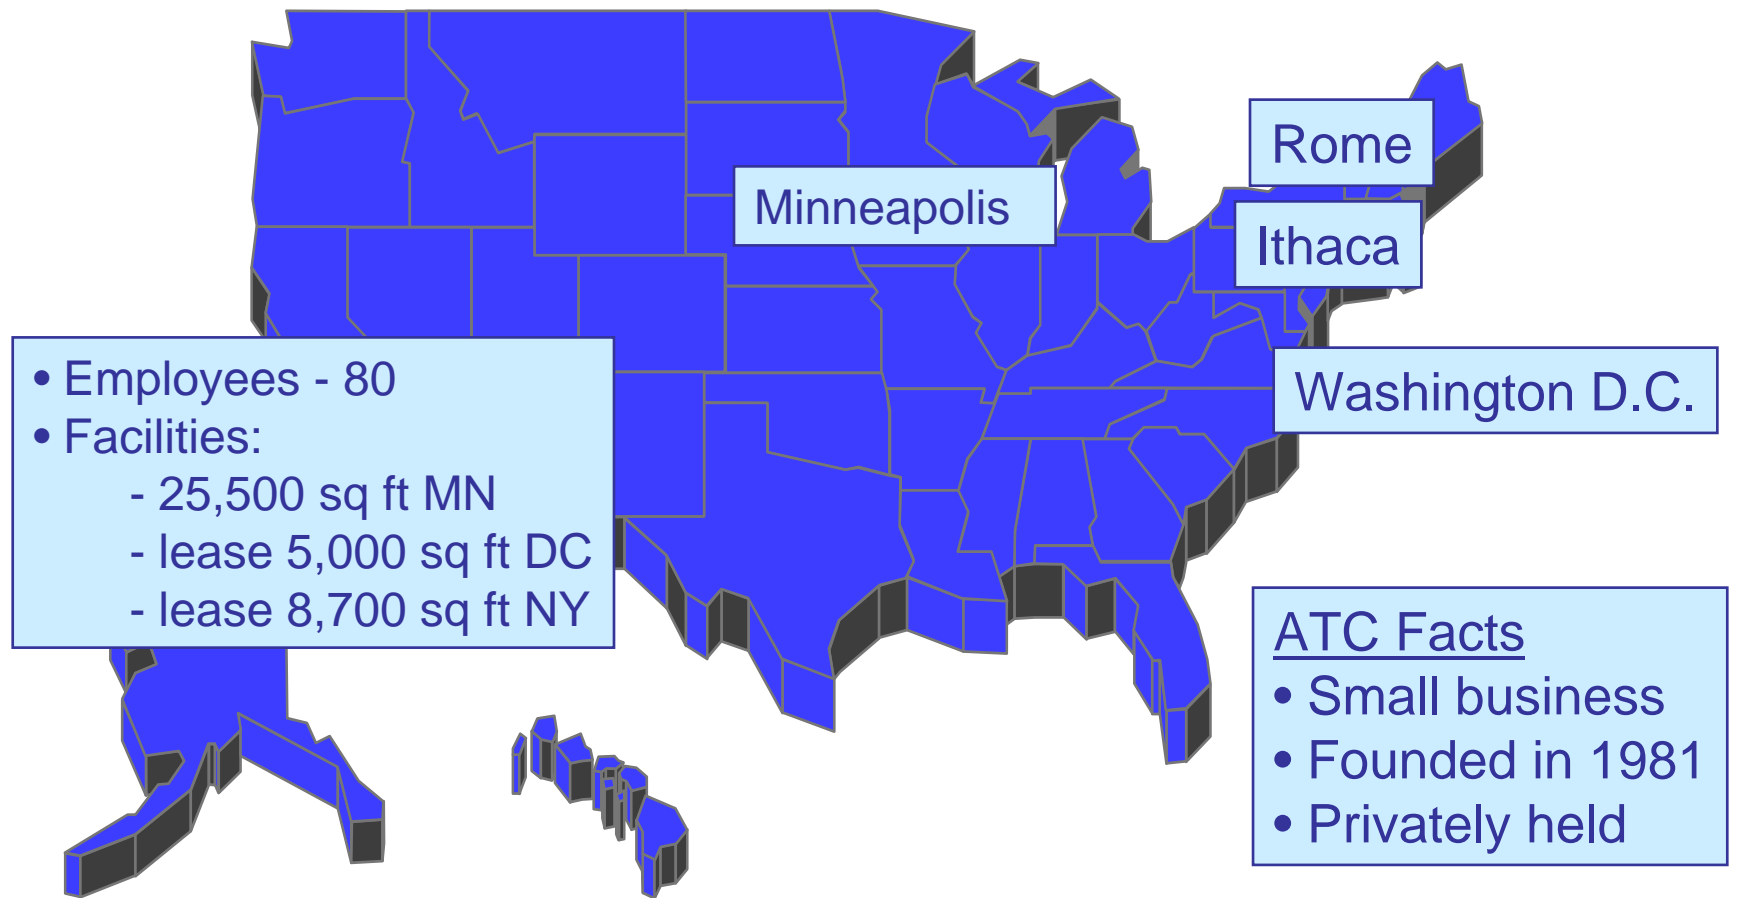 Rome
Minneapolis
Ithaca
Washington D.C.
• Employees - 80
• Facilities:
- 25,500 sq ft MN
- lease 5,000 sq ft DC
- lease 8,700 sq ft NY
ATC Facts
• Small business
• Founded in 1981
• Privately held